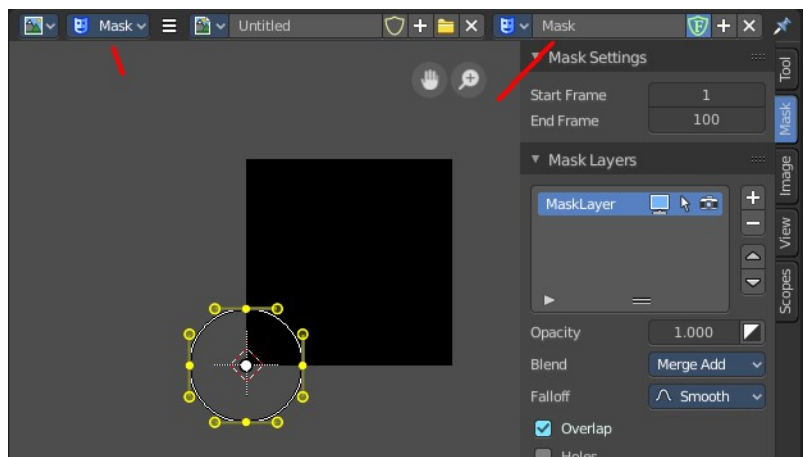 Mask Untitled Mask
Mask Settings
Start Frame 1
End Frame 100
Mask Layers
MaskLayer
Opacity 1.000
Blend Merge Add
Falloff Smooth
Overlap
Holes
Tool
Mask
Image
View
Scopes